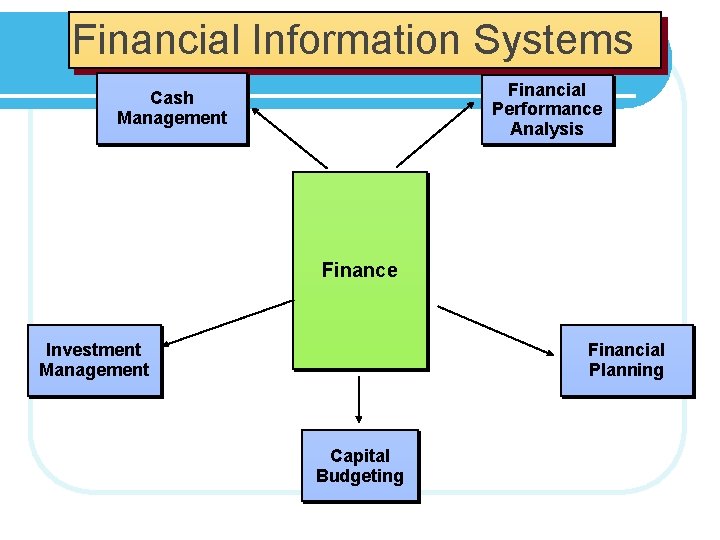 Financial Information Systems
Cash
Management
Financial
Performance
Analysis
Finance
Investment
Management
Financial
Planning
Capital
Budgeting